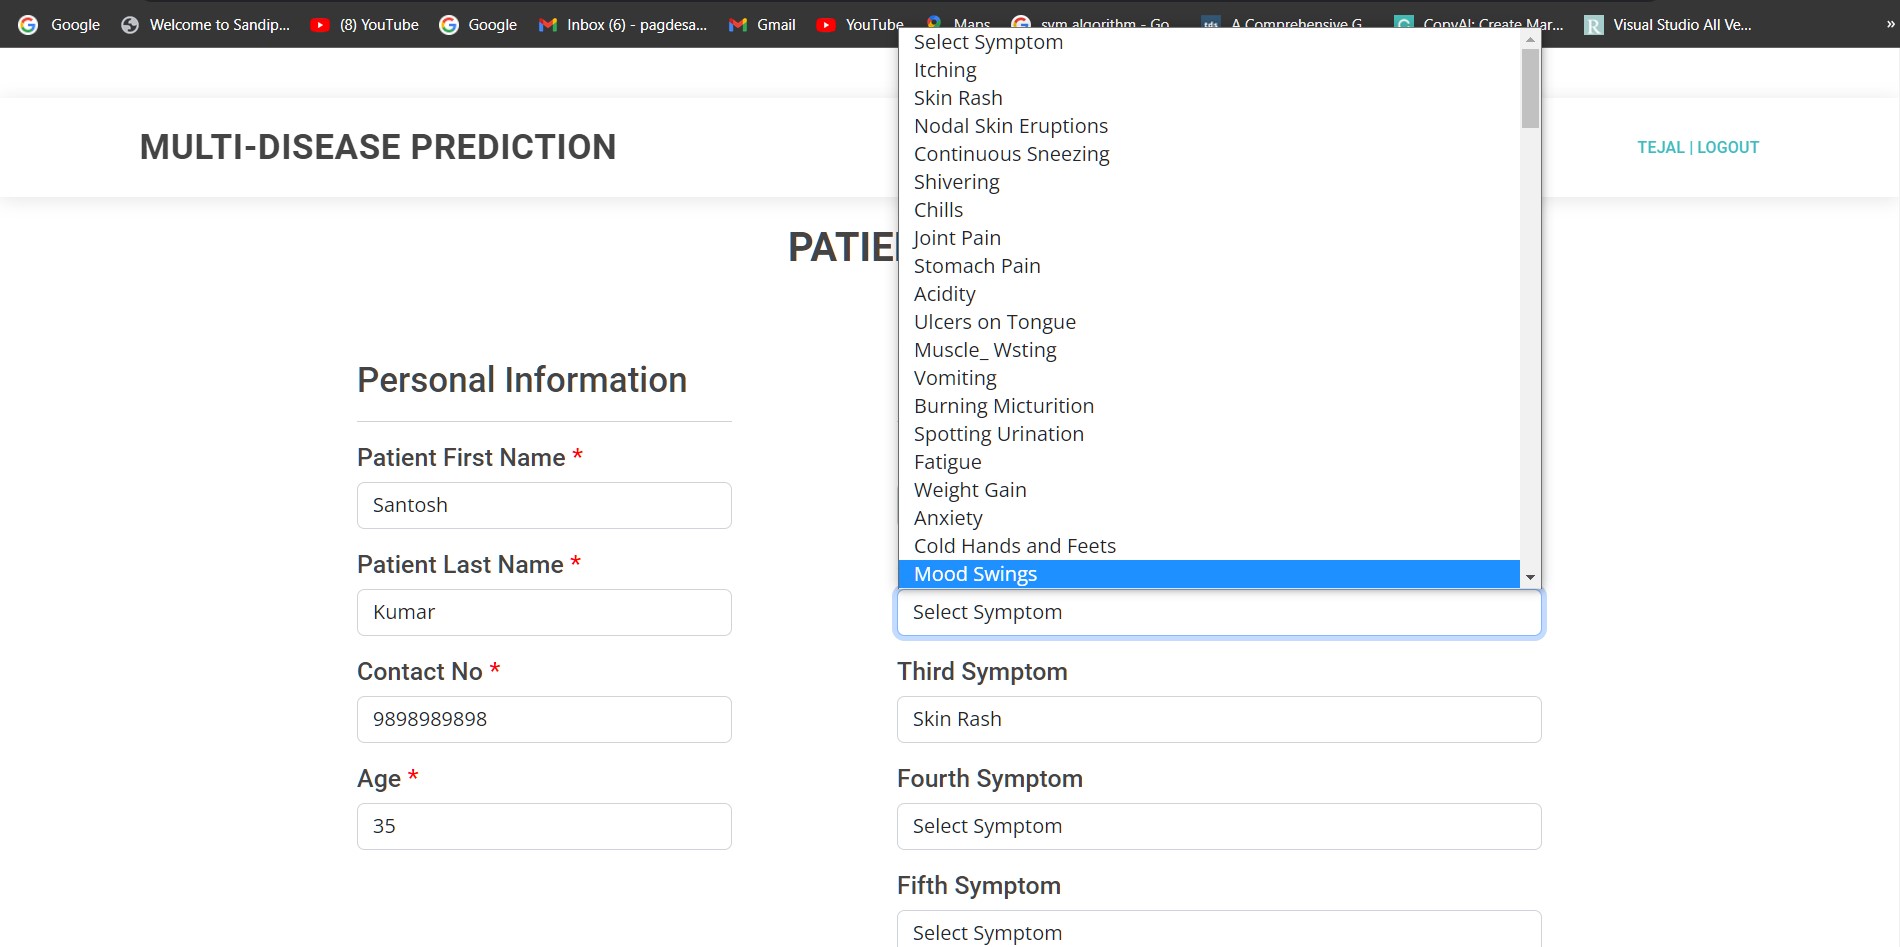 Google
Welcome to Sandip...
(8) YouTube
Google
Inbox (6) - pagdesa...
Gmail
YouTube
Maps
svm algorithm - Go...
A Comprehensive G...
CopyAI: Create Mar...
Visual Studio All Ve...
»
MULTI-DISEASE PREDICTION
TEJAL | LOGOUT
PATIE
Personal Information
Patient First Name *
Santosh
Patient Last Name *
Kumar
Contact No *
9898989898
Age *
35
Select Symptom
Itching
Skin Rash
Nodal Skin Eruptions
Continuous Sneezing
Shivering
Chills
Joint Pain
Stomach Pain
Acidity
Ulcers on Tongue
Muscle_ Wsting
Vomiting
Burning Micturition
Spotting Urination
Fatigue
Weight Gain
Anxiety
Cold Hands and Feets
Mood Swings
Select Symptom
Third Symptom
Skin Rash
Fourth Symptom
Select Symptom
Fifth Symptom
Select Symptom